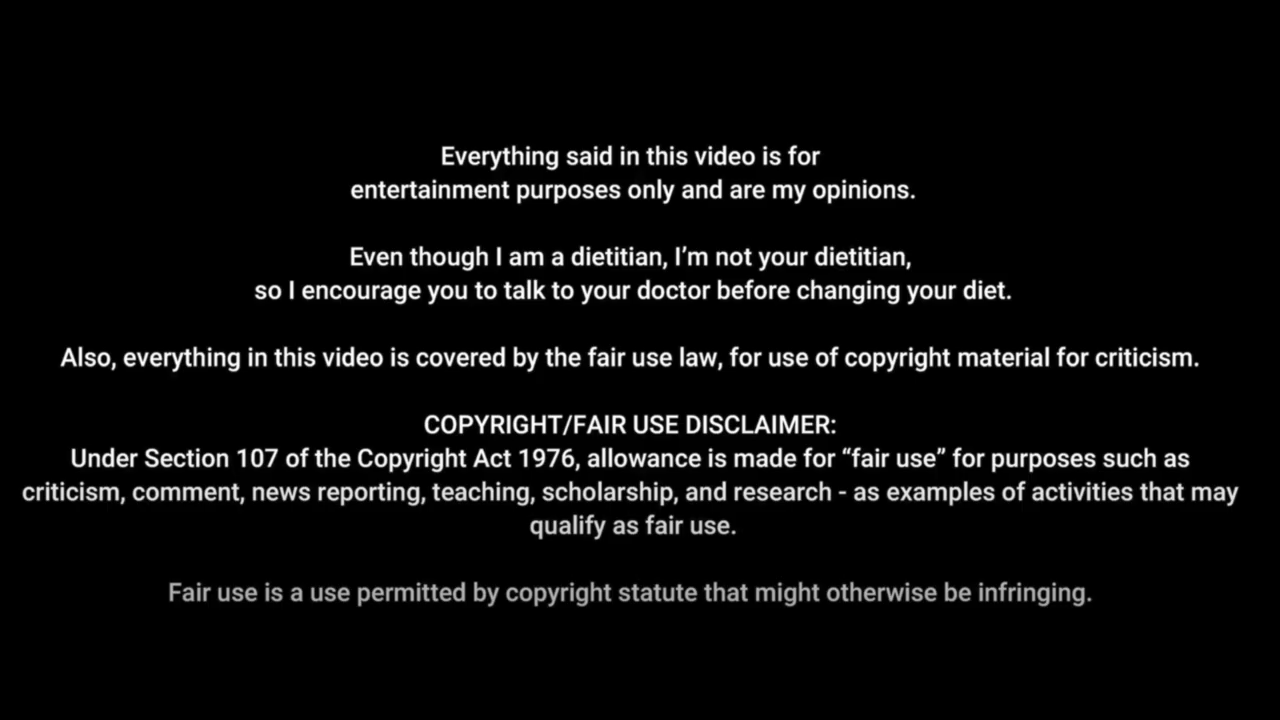 Everything said in this video is for
entertainment purposes only and are my opinions.
Even though I am a dietitian, I’m not your dietitian,
so I encourage you to talk to your doctor before changing your diet.
Also, everything in this video is covered by the fair use law, for use of copyright material for criticism.
COPYRIGHT/FAIR USE DISCLAIMER:
Under Section 107 of the Copyright Act 1976, allowance is made for “fair use” for purposes such as
criticism, comment, news reporting, teaching, scholarship, and research - as examples of activities that may
qualify as fair use.
Fair use is a use permitted by copyright statute that might otherwise be infringing.